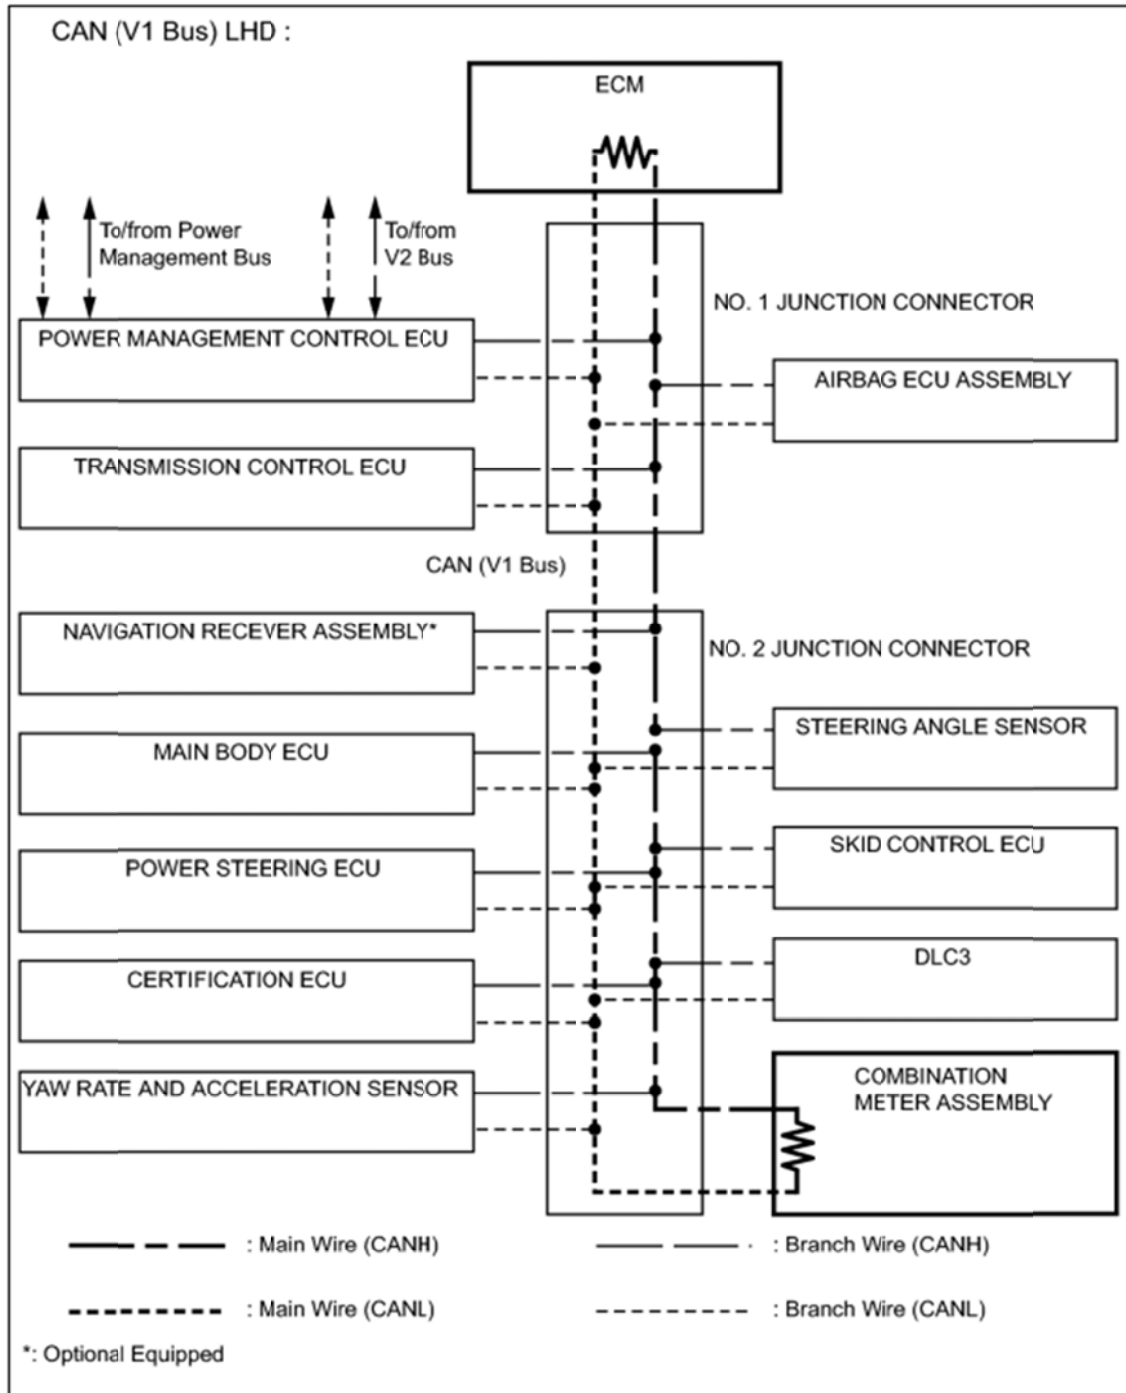 CAN (V1 Bus) LHD :
ECM
To/from Power
Management Bus
To/from
V2 Bus
NO. 1 JUNCTION CONNECTOR
POWER MANAGEMENT CONTROL ECU
AIRBAG ECU ASSEMBLY
TRANSMISSION CONTROL ECU
CAN (V1 Bus)
NAVIGATION RECEVER ASSEMBLY*
NO. 2 JUNCTION CONNECTOR
STEERING ANGLE SENSOR
MAIN BODY ECU
SKID CONTROL ECU
POWER STEERING ECU
DLC3
CERTIFICATION ECU
COMBINATION
METER ASSEMBLY
YAW RATE AND ACCELERATION SENSOR
: Main Wire (CANH)
: Branch Wire (CANH)
: Main Wire (CANL)
: Branch Wire (CANL)
*: Optional Equipped